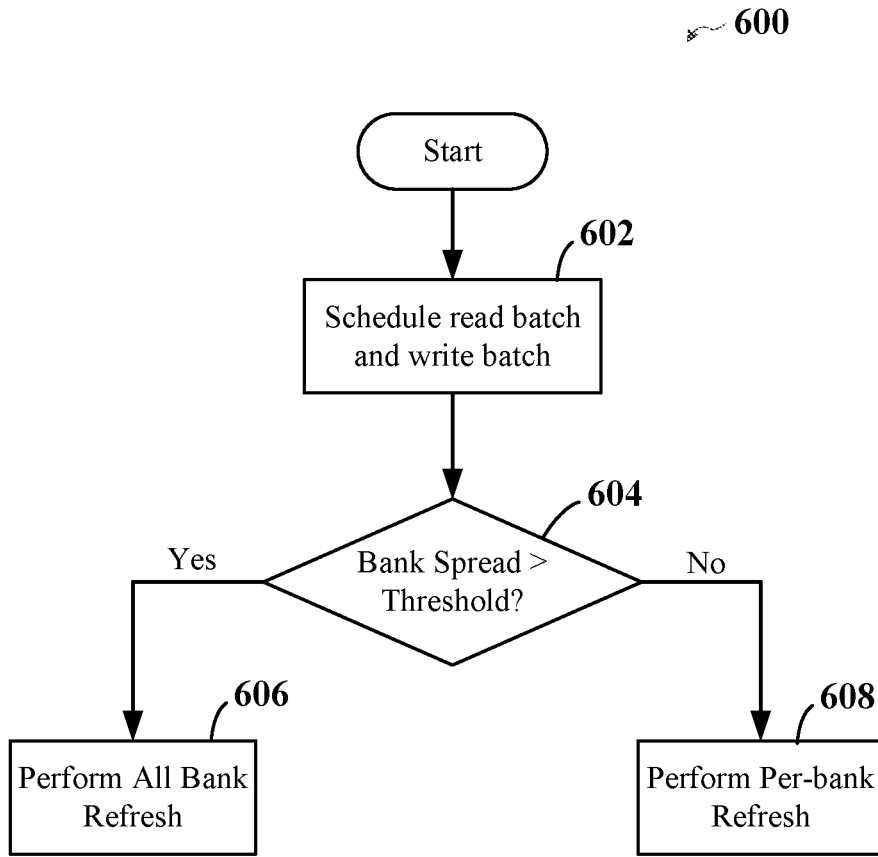 600
Start
602
Schedule read batch
and write batch
604
Bank Spread >
Threshold?
Yes
No
606
608
Perform All Bank
Refresh
Perform Per-bank
Refresh